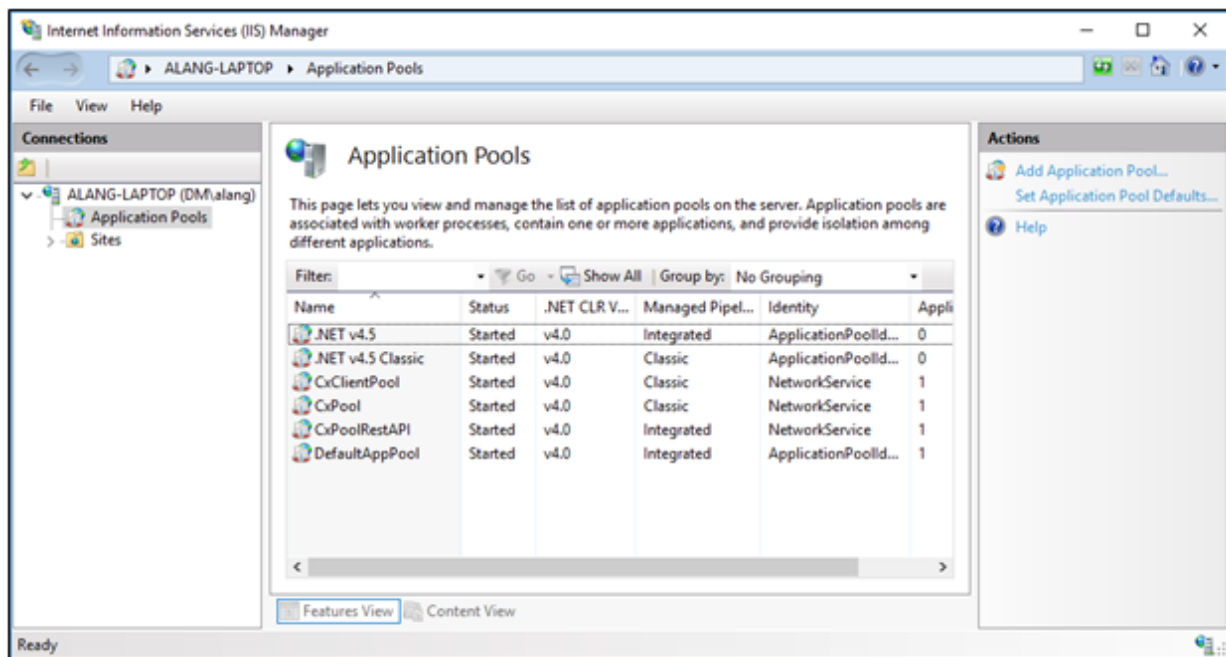 Internet Information Services (IIS) Manager
ALANG-LAPTOP Application Pools
File View Help
Connections
ALANG-LAPTOP (DM\alang)
Application Pools
Sites
Application Pools
This page lets you view and manage the list of application pools on the server. Application pools are
associated with worker processes, contain one or more applications, and provide isolation among
different applications.
Filter: Go Show All Group by: No Grouping
Name Status .NET CLR V... Managed Pipel... Identity Appli
.NET v4.5 Started v4.0 Integrated ApplicationPoolId... 0
.NET v4.5 Classic Started v4.0 Classic ApplicationPoolId... 0
CxClientPool Started v4.0 Classic NetworkService 1
CxPool Started v4.0 Classic NetworkService 1
CxPoolRestAPI Started v4.0 Integrated NetworkService 1
DefaultAppPool Started v4.0 Integrated ApplicationPoolId... 1
Features View Content View
Actions
Add Application Pool...
Set Application Pool Defaults...
Help
Ready